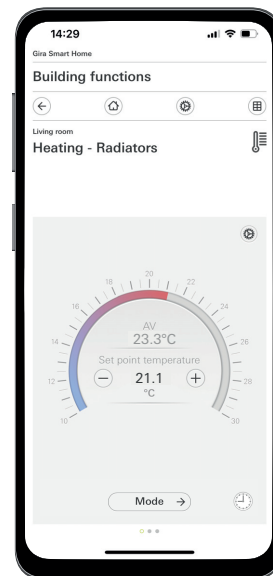 14:29
Gira Smart Home
Building functions
Living room
Heating - Radiators
20
18 22
16 24
AV
23.3°C
14 26
Set point temperature
12 21.1 28
°C
10 30
Mode